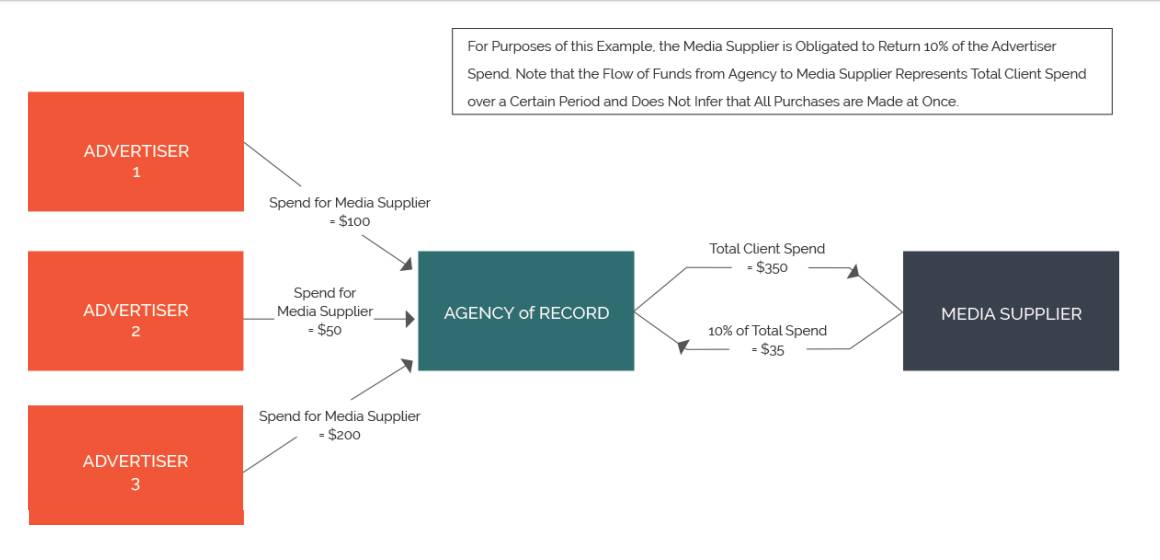 For Purposes of this Example, the Media Supplier is Obligated to Return 10% of the Advertiser
Spend. Note that the Flow of Funds from Agency to Media Supplier Represents Total Client Spend
over a Certain Period and Does Not Infer that All Purchases are Made at Once.
ADVERTISER
1
Spend for Media Supplier
= $100
ADVERTISER
2
Spend for
Media Supplier
= $50
AGENCY of RECORD
Total Client Spend
= $350
10% of Total Spend
= $35
MEDIA SUPPLIER
Spend for Media Supplier
= $200
ADVERTISER
3